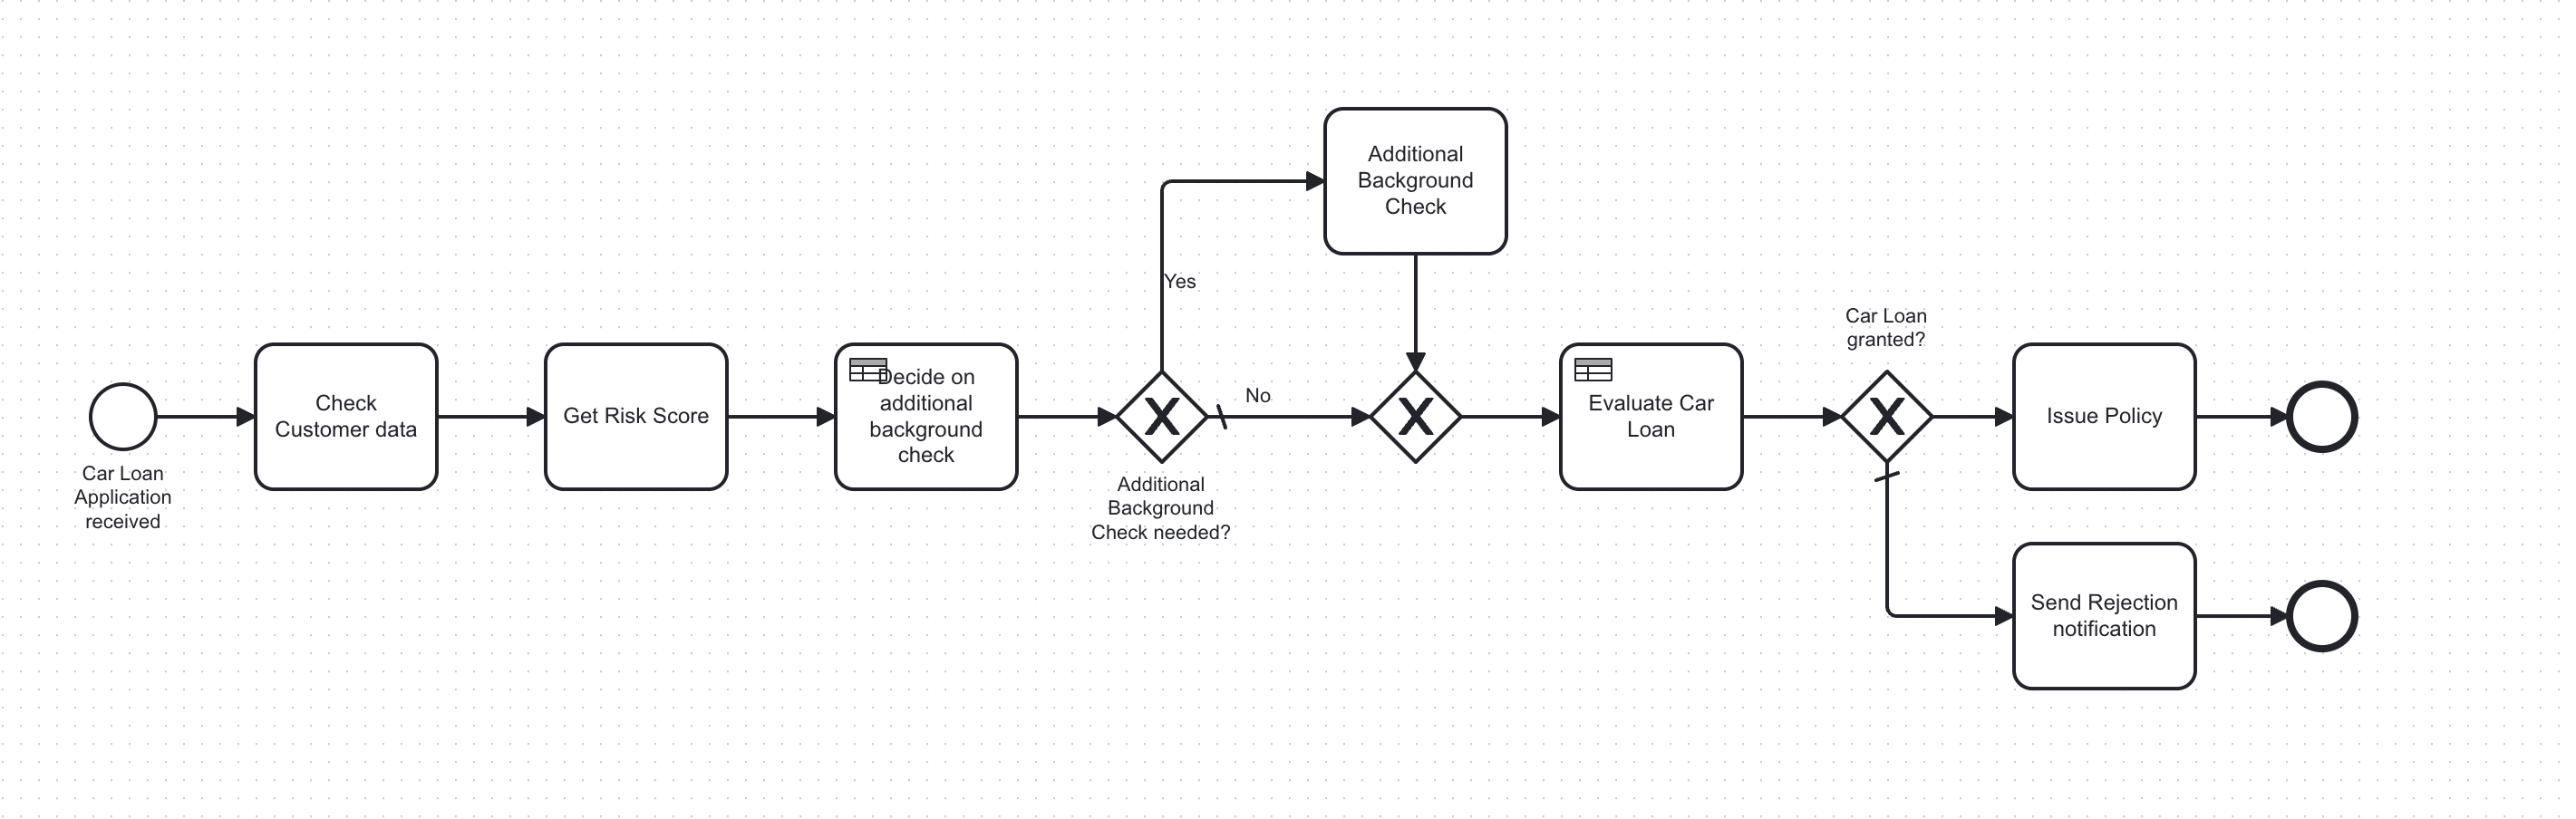 Car Loan
Application
received
Check
Customer data
Get Risk Score
Decide on
additional
background
check
Additional
Background
Check needed?
Yes
No
Additional
Background
Check
Evaluate Car
Loan
Car Loan
granted?
Issue Policy
Send Rejection
notification